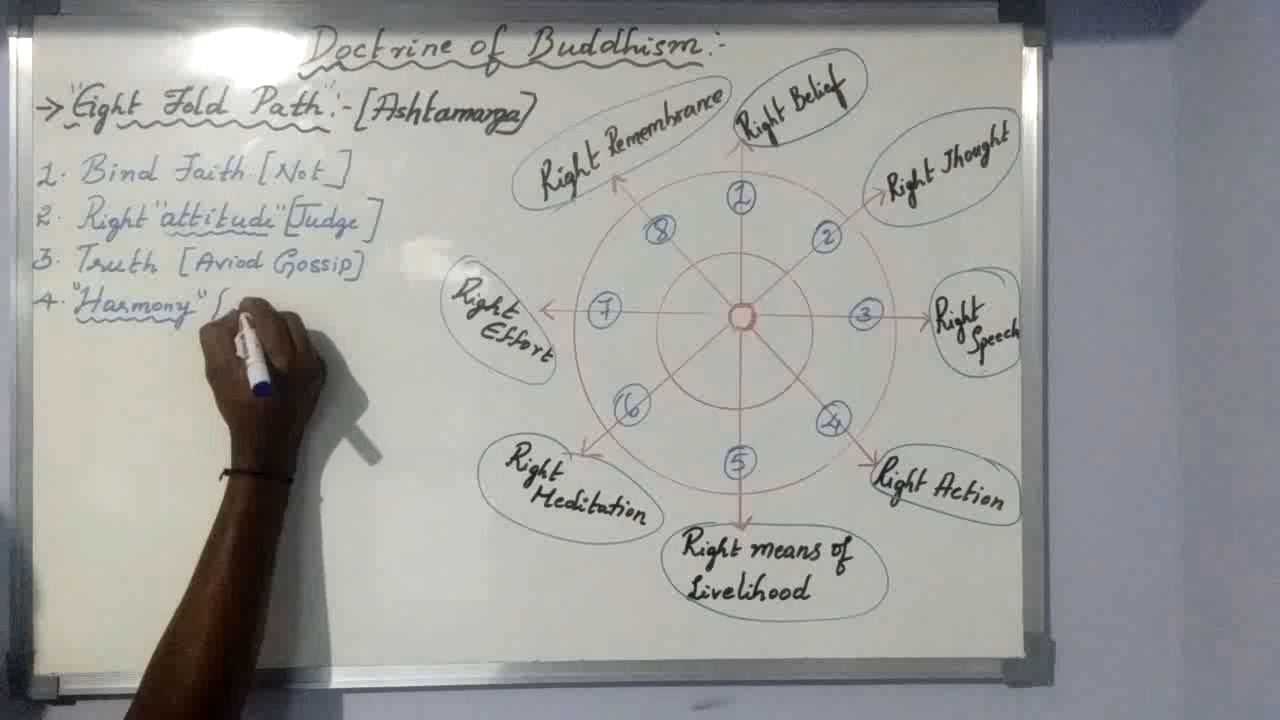 Doctrine of Buddhism:-
→ "Eight Fold Path":- [Ashtamarga]
1. Bind Faith [Not]
2. Right "attitude" [Judge]
3. Truth [Aviod Gossip]
4. "Harmony" [
Right Belief
Right Thought
Right
Speech
Right Action
Right means of
Livelihood
Right
Meditation
Right
Effort
Right Remembrance
1
2
3
4
5
6
7
8